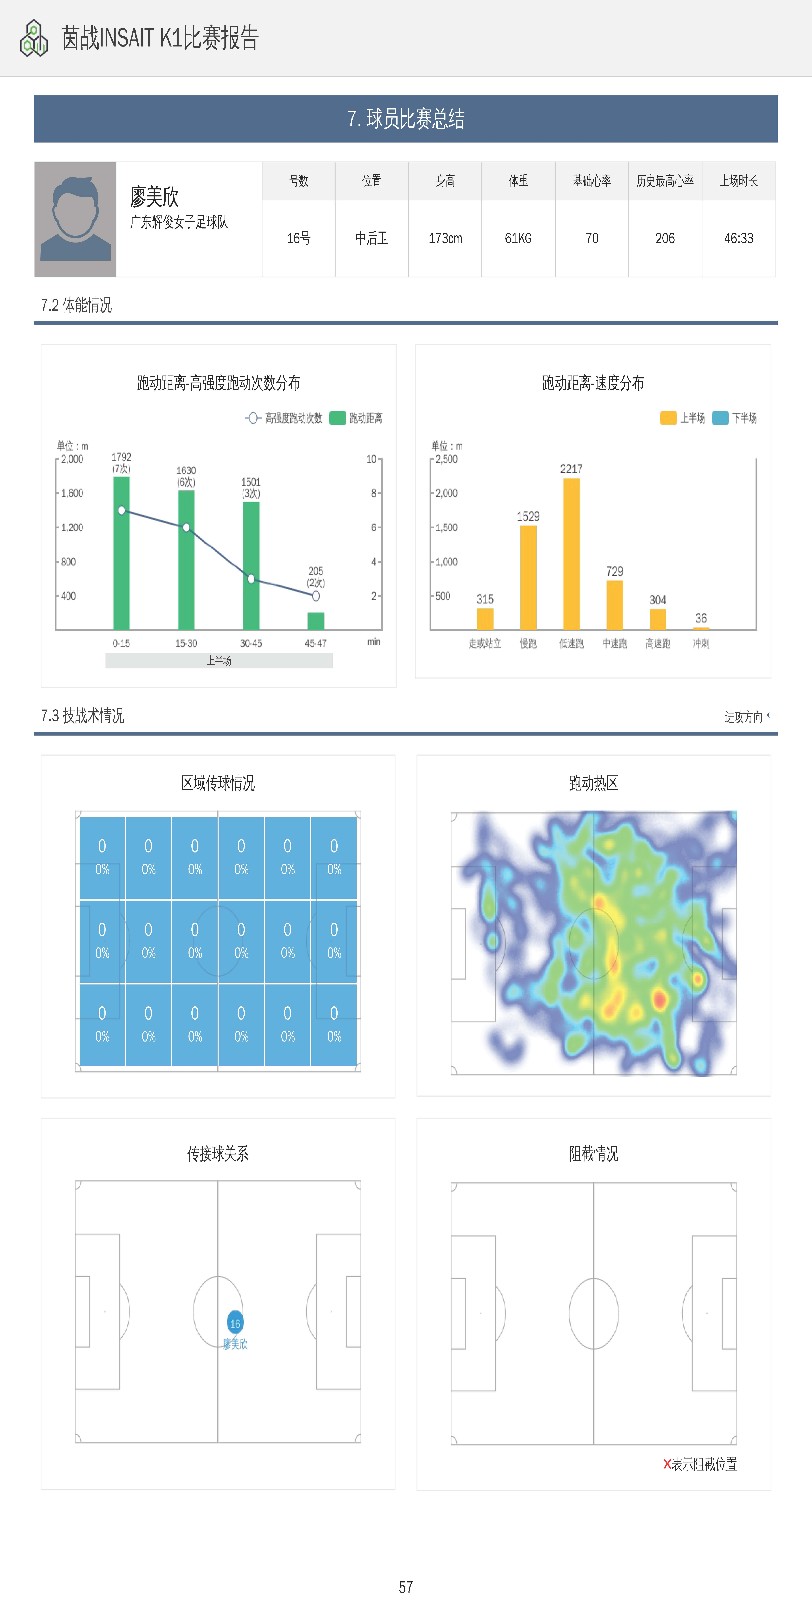 茵战INSAIT K1比赛报告
7. 球员比赛总结
廖美欣
广东辉骏女子足球队
号数 位置 身高 体重 基础心率 历史最高心率 上场时长
16号 中后卫 173cm 61KG 70 206 46:33
7.2 体能情况
跑动距离-高强度跑动次数分布
高强度跑动次数 跑动距离
单位：m
2,000
1,600
1,200
800
400
10
8
6
4
2
1792
(7次)
1630
(6次)
1501
(3次)
205
(2次)
0-15 15-30 30-45 45-47 min
上半场
跑动距离-速度分布
上半场 下半场
单位：m
2,500
2,000
1,500
1,000
500
315 1529 2217 729 304 36
走或站立 慢跑 低速跑 中速跑 高速跑 冲刺
7.3 技战术情况
进攻方向
区域传球情况
0 0 0 0 0 0
0% 0% 0% 0% 0% 0%
0 0 0 0 0 0
0% 0% 0% 0% 0% 0%
0 0 0 0 0 0
0% 0% 0% 0% 0% 0%
跑动热区
传接球关系
16
廖美欣
阻截情况
X表示阻截位置
57